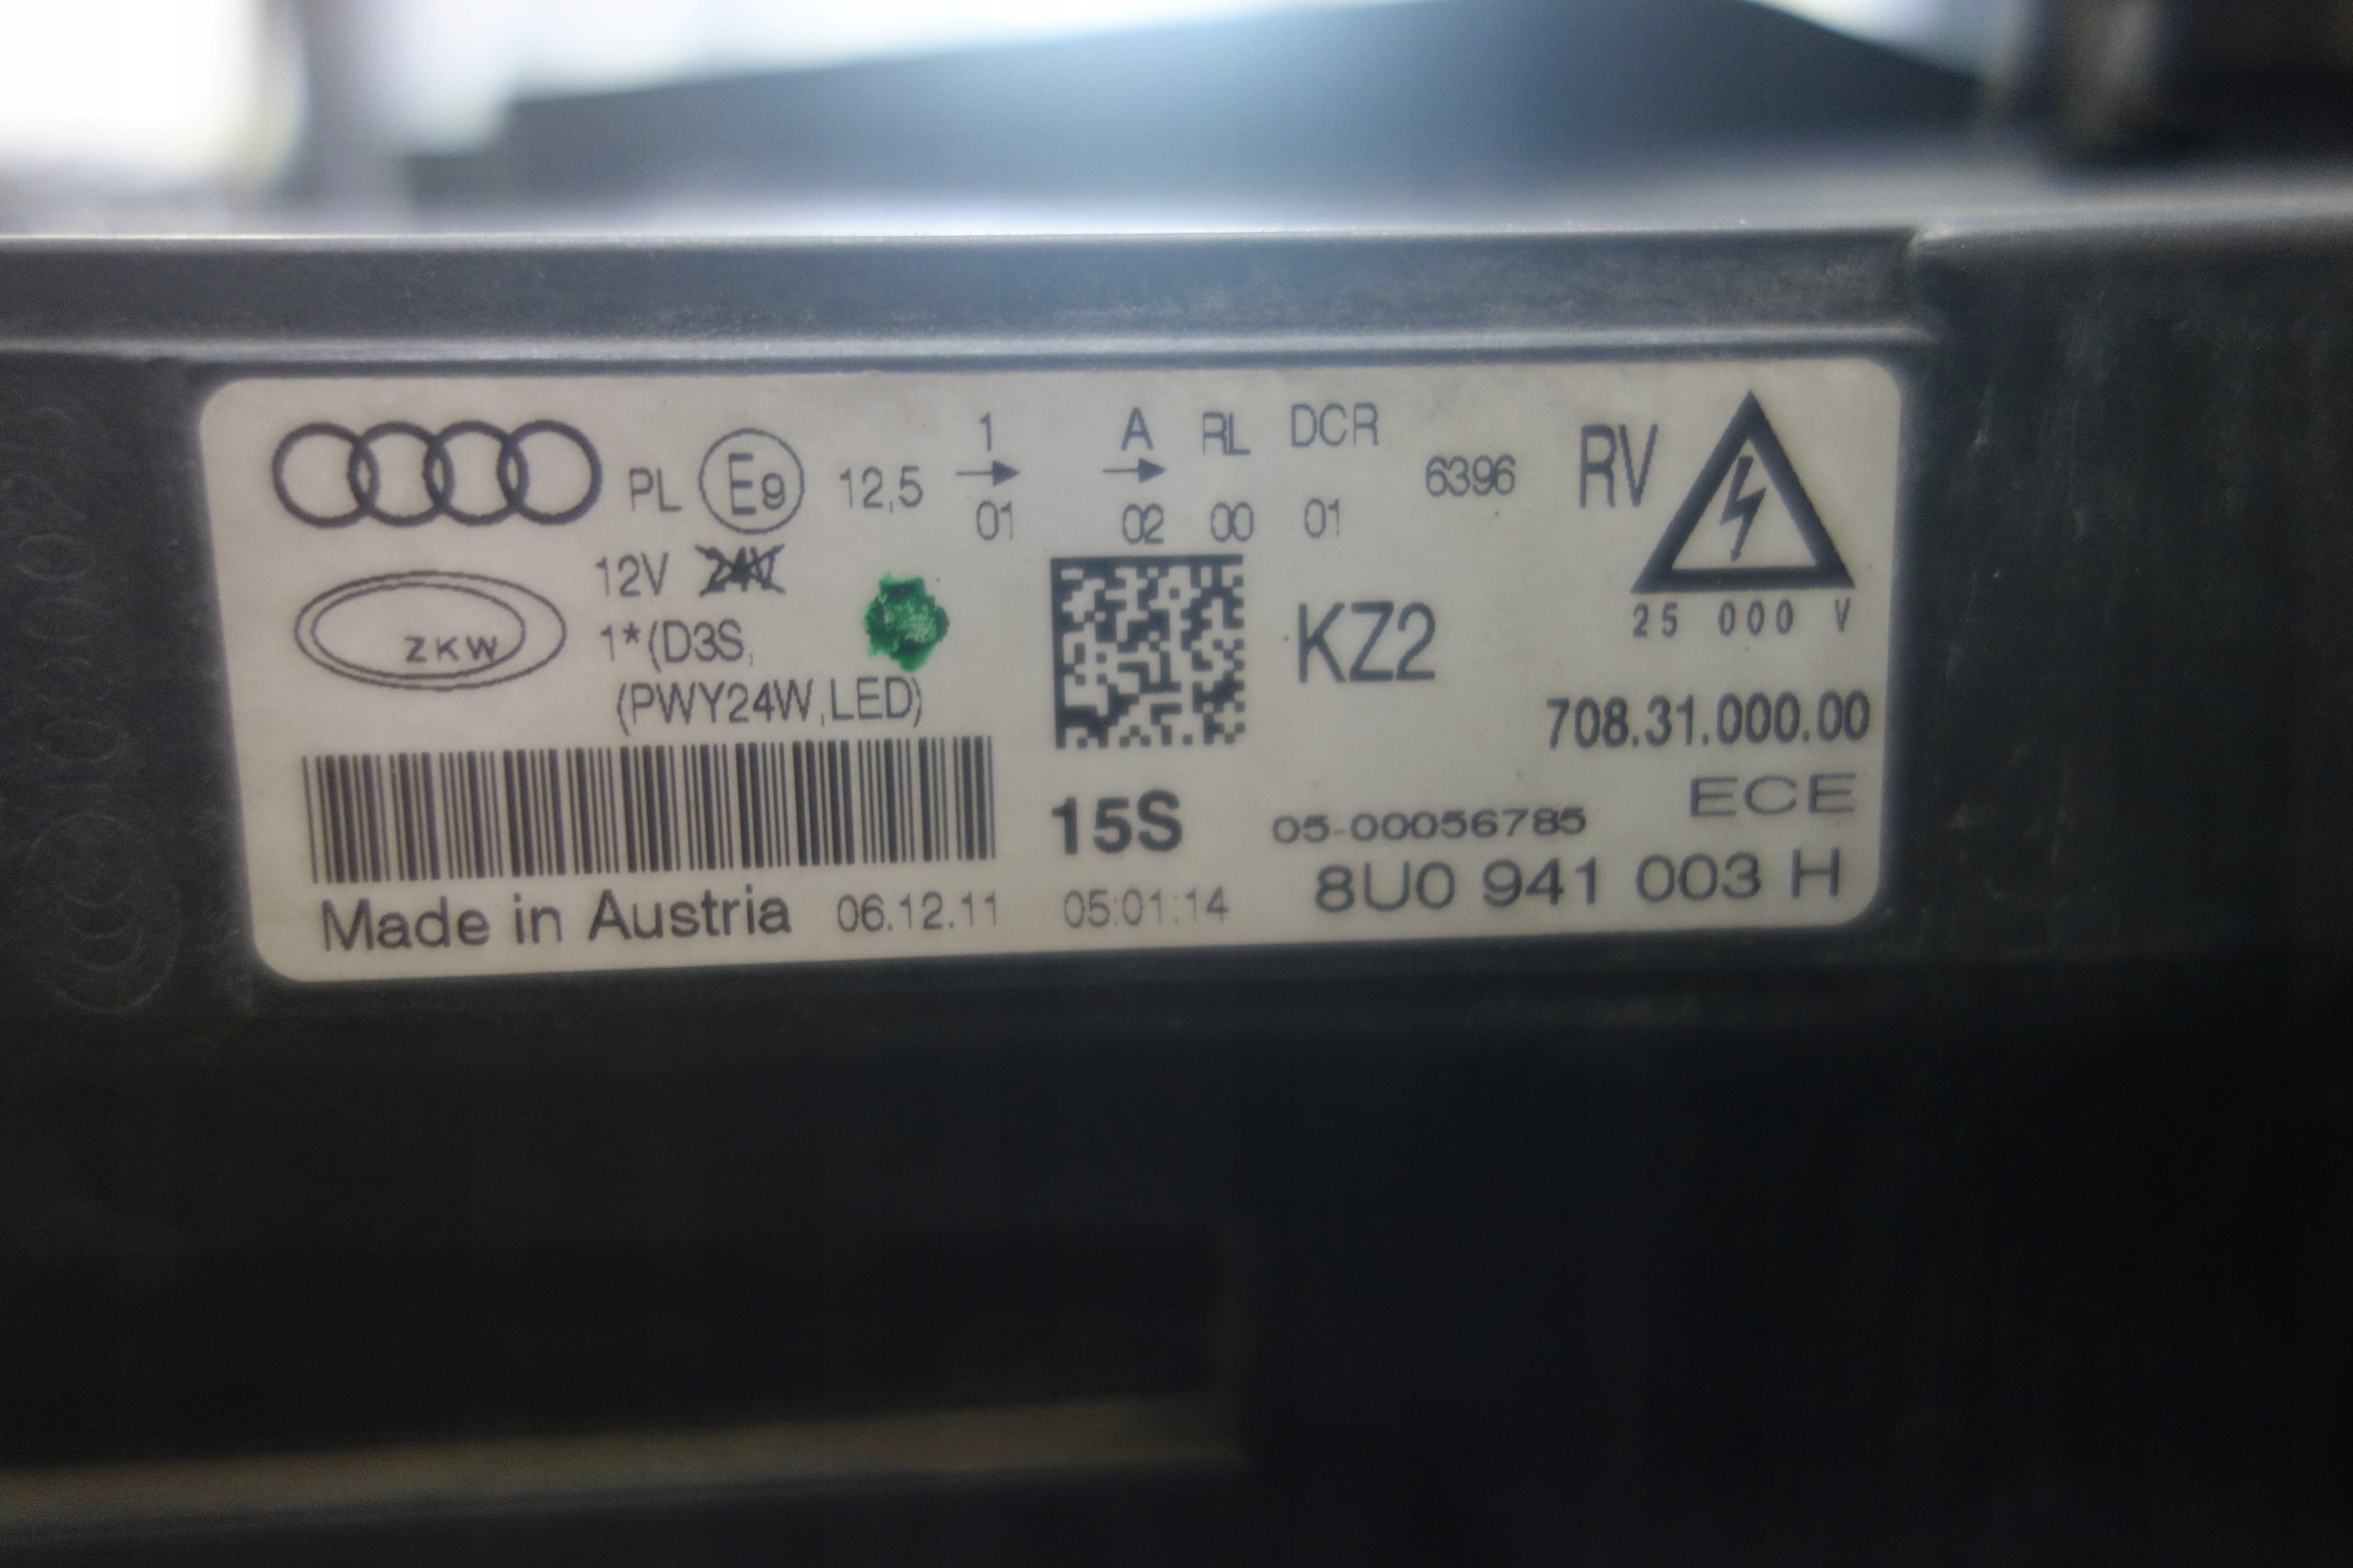 1 A RL DCR
PL E9 12,5 → → 6396 RV
01 02 00 01
12V 24V
ZKW 1*(D3S,
(PWY24W,LED)
KZ2
25 000 V
708.31.000.00
ECE
15S 05-00056785
8U0 941 003 H
Made in Austria 06.12.11 05:01:14